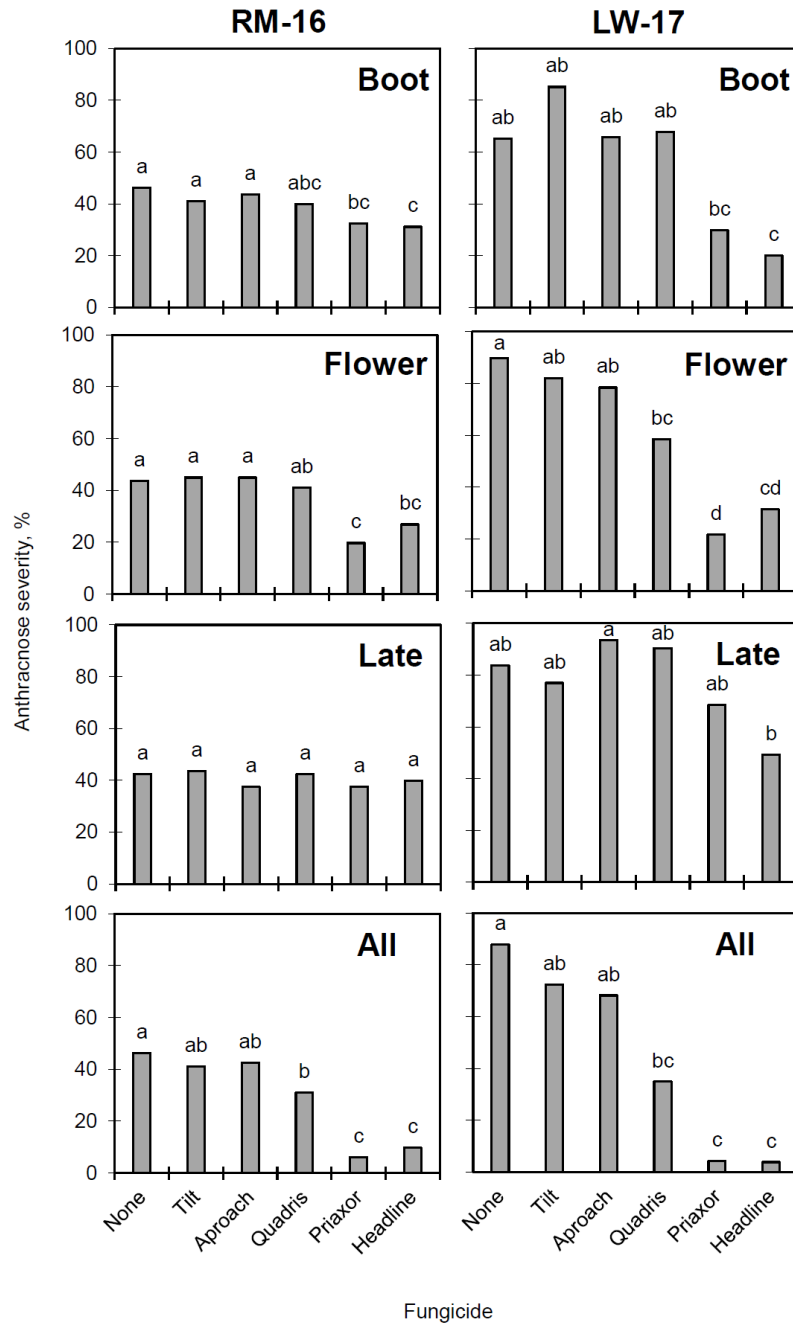 RM-16 LW-17
100
80
60
40
20
0
Boot
a a a abc bc c
Boot
ab ab ab ab bc c
100
80
60
40
20
0
Flower
a a a ab c bc
Flower
a ab ab bc d cd
100
80
60
40
20
0
Late
a a a a a a
Late
ab ab a ab ab b
100
80
60
40
20
0
All
a ab ab b c c
All
a ab ab bc c c
Anthracnose severity, %
None Tilt Aproach Quadris Priaxor Headline
None Tilt Aproach Quadris Priaxor Headline
Fungicide